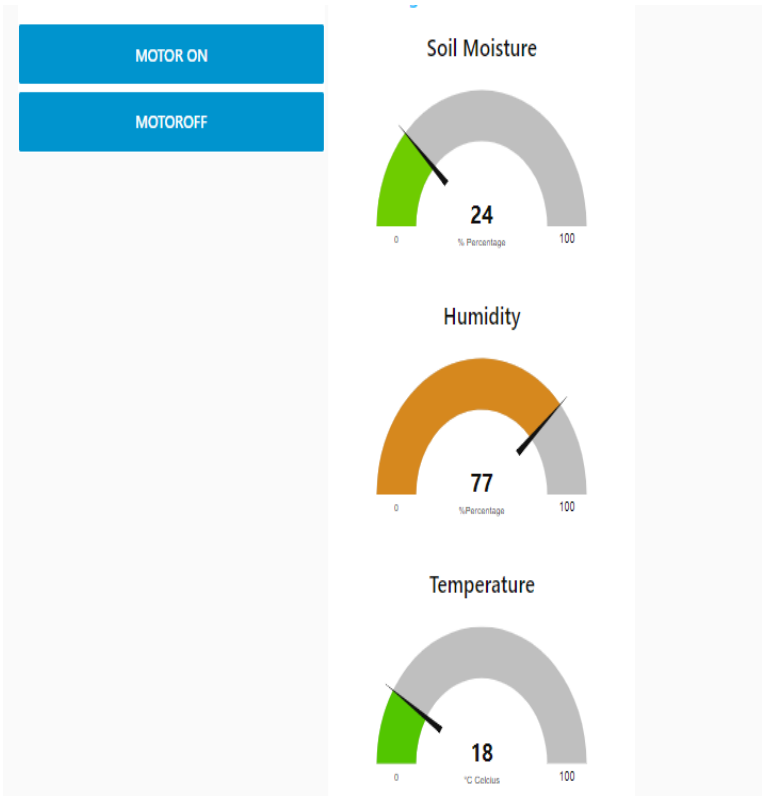 MOTOR ON
MOTOROFF
Soil Moisture
24
0 % Percentage 100
Humidity
77
0 %Percentage 100
Temperature
18
0 °C Celcius 100